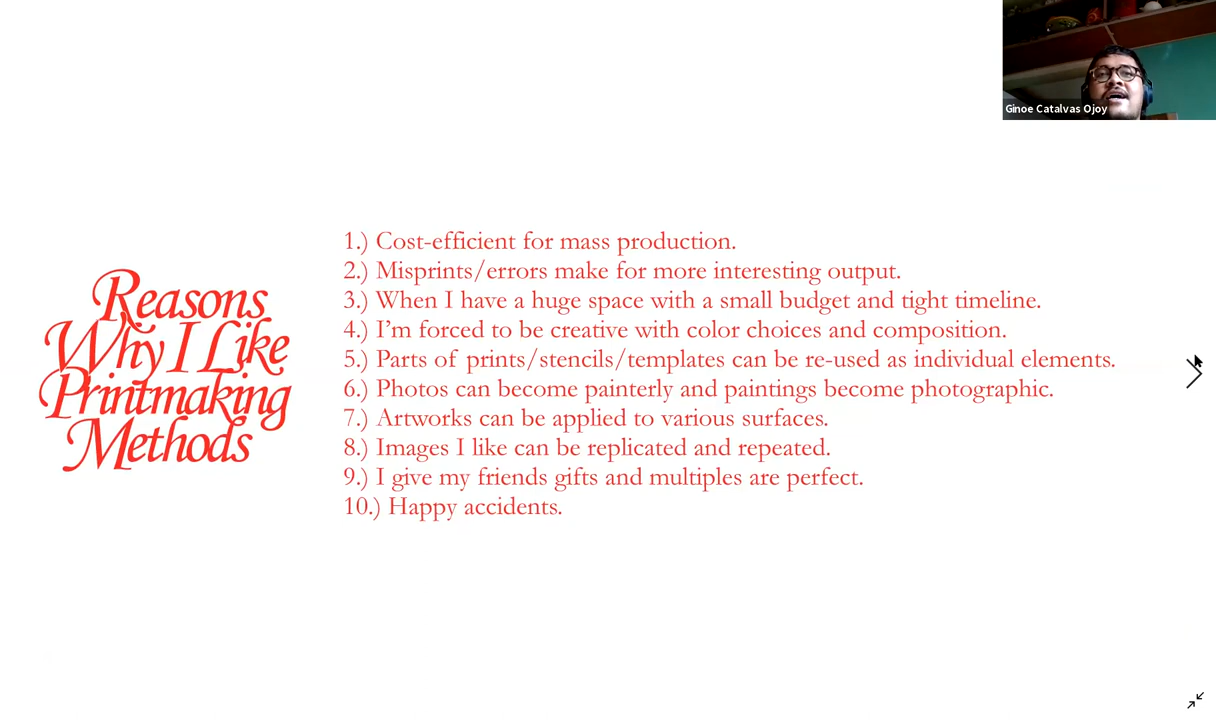 Ginoe Catalvas Ojoy
Reasons
Why I Like
Printmaking
Methods
1.) Cost-efficient for mass production.
2.) Misprints/errors make for more interesting output.
3.) When I have a huge space with a small budget and tight timeline.
4.) I’m forced to be creative with color choices and composition.
5.) Parts of prints/stencils/templates can be re-used as individual elements.
6.) Photos can become painterly and paintings become photographic.
7.) Artworks can be applied to various surfaces.
8.) Images I like can be replicated and repeated.
9.) I give my friends gifts and multiples are perfect.
10.) Happy accidents.